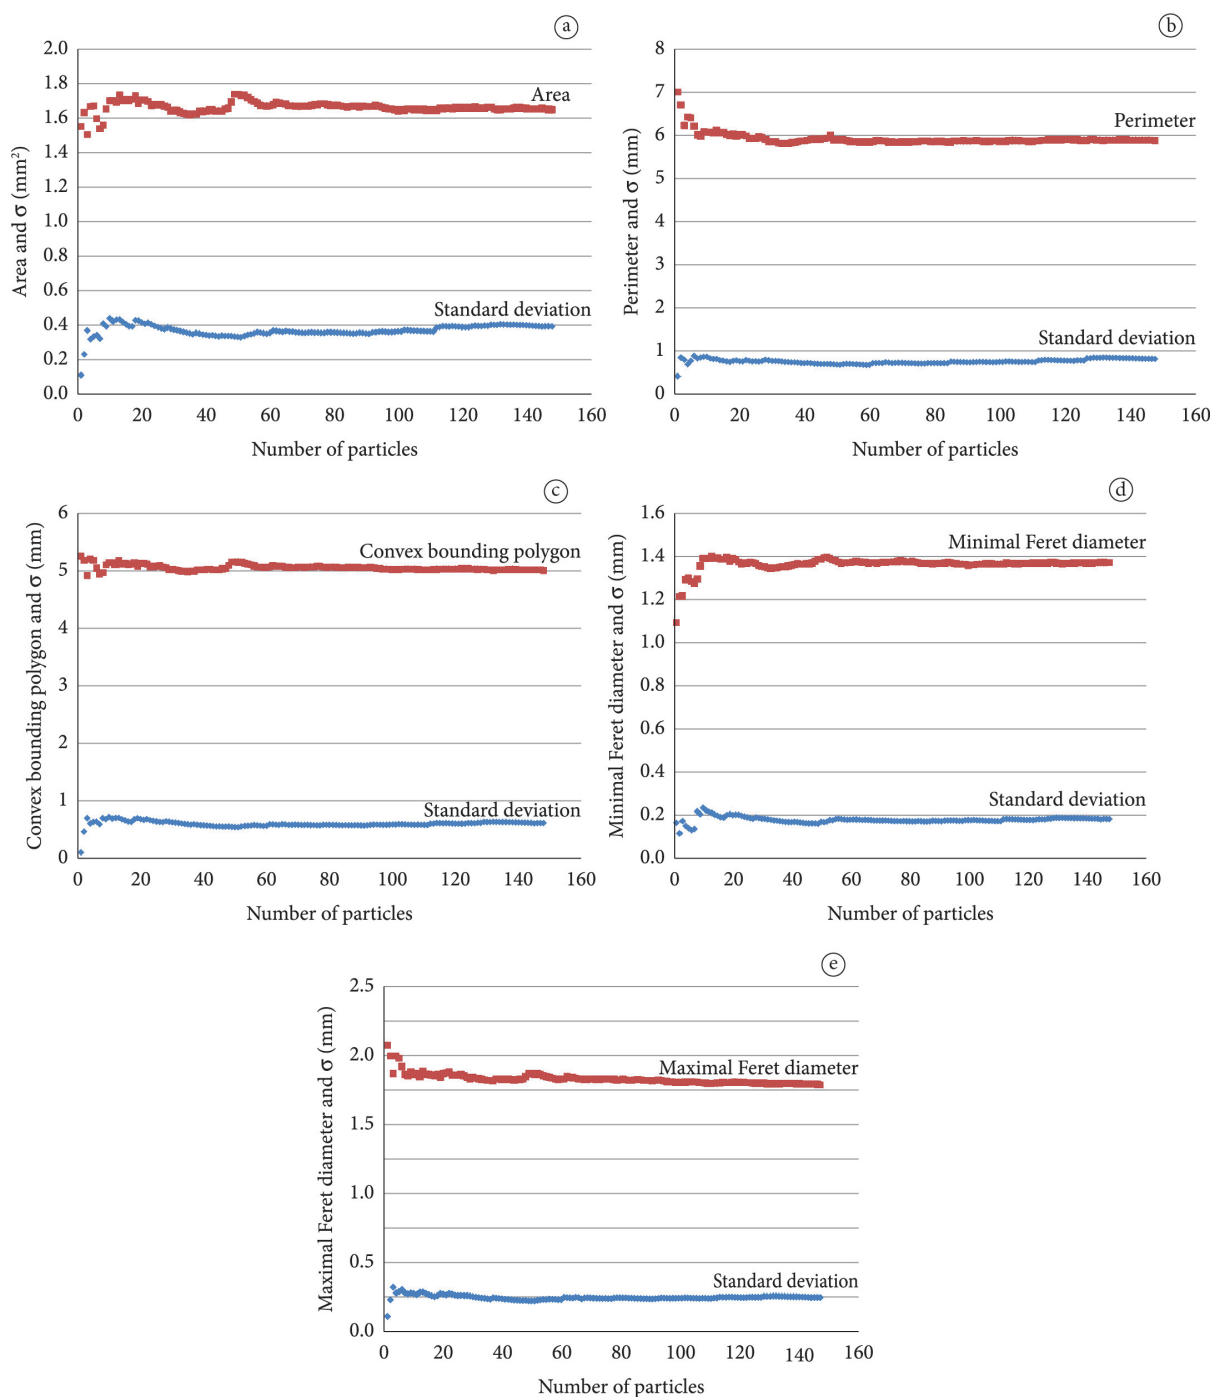 a
2.0
1.8
1.6
1.4
1.2
1.0
0.8
0.6
0.4
0.2
0.0
Area and σ (mm²)
Area
Standard deviation
0 20 40 60 80 100 120 140 160
Number of particles
b
8
7
6
5
4
3
2
1
0
Perimeter and σ (mm)
Perimeter
Standard deviation
0 20 40 60 80 100 120 140 160
Number of particles
c
6
5
4
3
2
1
0
Convex bounding polygon and σ (mm)
Convex bounding polygon
Standard deviation
0 20 40 60 80 100 120 140 160
Number of particles
d
1.6
1.4
1.2
1.0
0.8
0.6
0.4
0.2
0.0
Minimal Feret diameter and σ (mm)
Minimal Feret diameter
Standard deviation
0 20 40 60 80 100 120 140 160
Number of particles
e
2.5
2.0
1.5
1.0
0.5
0.0
Maximal Feret diameter and σ (mm)
Maximal Feret diameter
Standard deviation
0 20 40 60 80 100 120 140 160
Number of particles